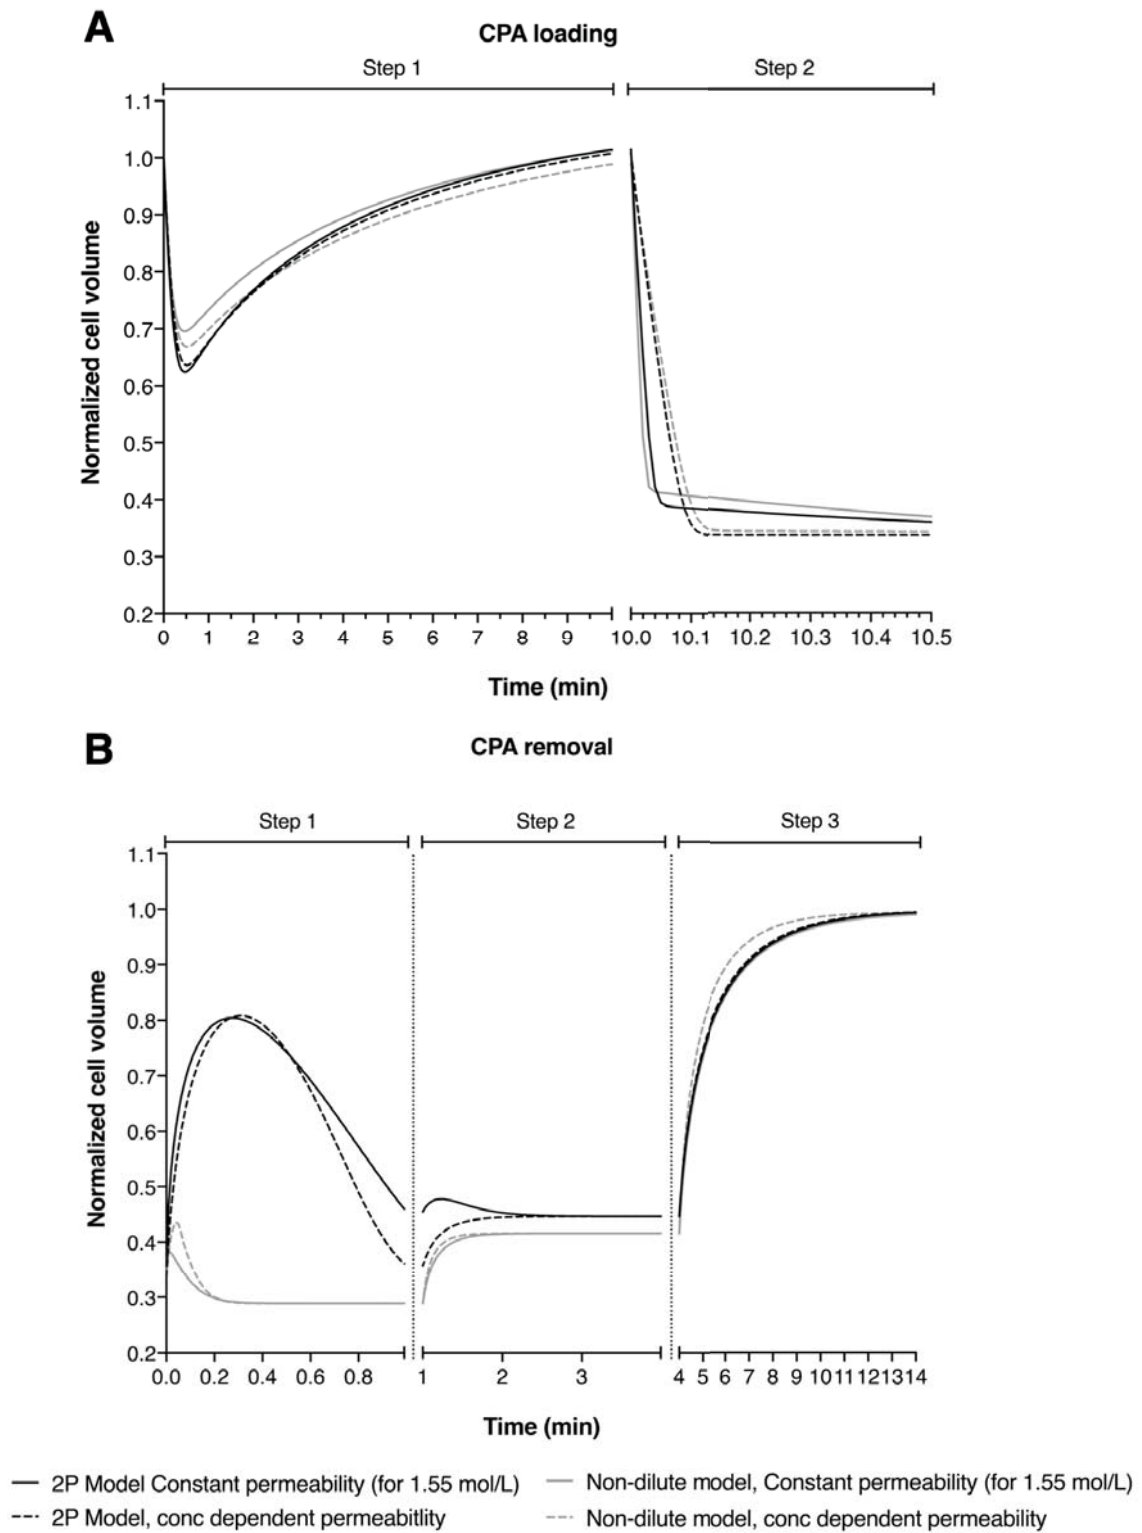 A
CPA loading
Step 1
Step 2
1.1
1.0
0.9
0.8
0.7
0.6
0.5
0.4
0.3
0.2
Normalized cell volume
0 1 2 3 4 5 6 7 8 9 10.0 10.1 10.2 10.3 10.4 10.5
Time (min)
B
CPA removal
Step 1
Step 2
Step 3
1.1
1.0
0.9
0.8
0.7
0.6
0.5
0.4
0.3
0.2
Normalized cell volume
0.0 0.2 0.4 0.6 0.8 1 2 3 4 5 6 7 8 9 10 11 12 13 14
Time (min)
2P Model Constant permeability (for 1.55 mol/L)
Non-dilute model, Constant permeability (for 1.55 mol/L)
2P Model, conc dependent permeabitlity
Non-dilute model, conc dependent permeability